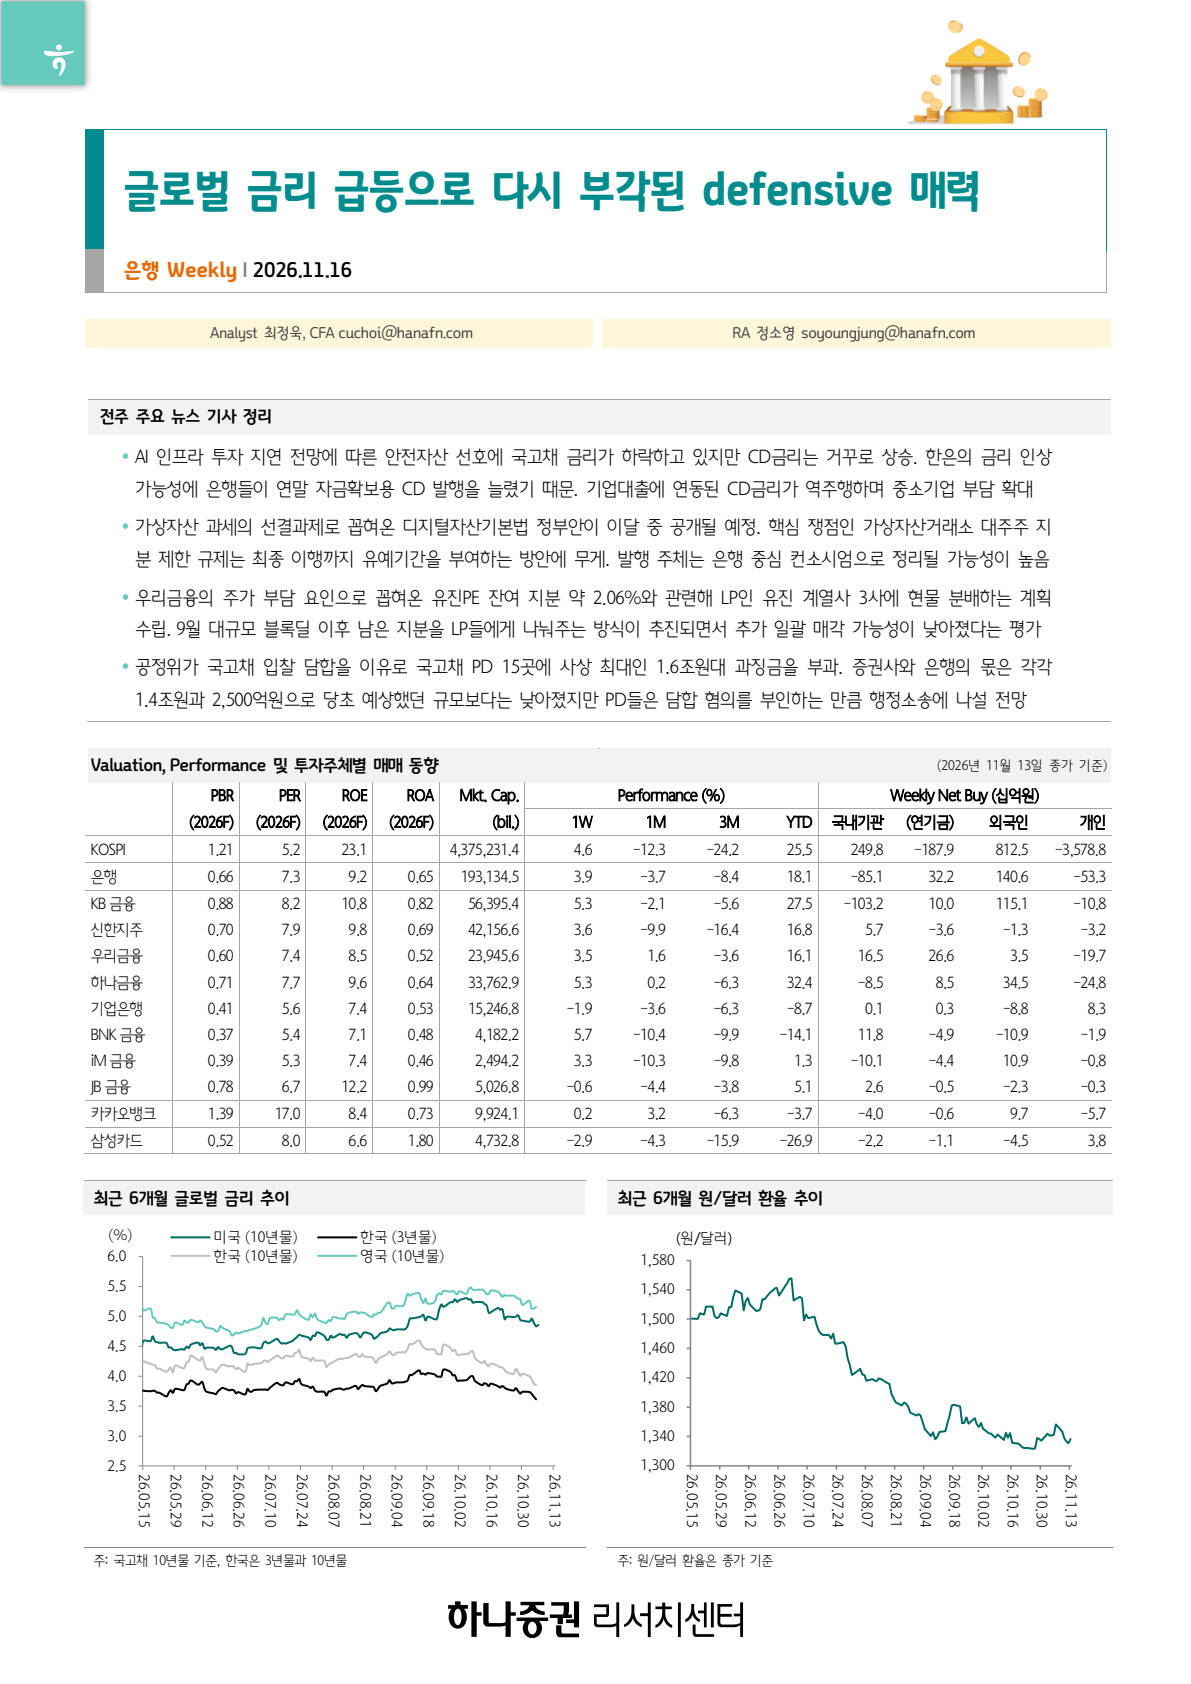 글로벌 금리 급등으로 다시 부각된 defensive 매력
은행 Weekly | 2026.11.16
Analyst 최정욱, CFA cuchoi@hanafn.com
RA 정소영 soyoungjung@hanafn.com
전주 주요 뉴스 기사 정리
• AI 인프라 투자 지연 전망에 따른 안전자산 선호에 국고채 금리가 하락하고 있지만 CD금리는 거꾸로 상승. 한은의 금리 인상
가능성에 은행들이 연말 자금확보용 CD 발행을 늘렸기 때문. 기업대출에 연동된 CD금리가 역주행하며 중소기업 부담 확대
• 가상자산 과세의 선결과제로 꼽혀온 디지털자산기본법 정부안이 이달 중 공개될 예정. 핵심 쟁점인 가상자산거래소 대주주 지
분 제한 규제는 최종 이행까지 유예기간을 부여하는 방안에 무게. 발행 주체는 은행 중심 컨소시엄으로 정리될 가능성이 높음
• 우리금융의 주가 부담 요인으로 꼽혀온 유진PE 잔여 지분 약 2.06%와 관련해 LP인 유진 계열사 3사에 현물 분배하는 계획
수립. 9월 대규모 블록딜 이후 남은 지분을 LP들에게 나눠주는 방식이 추진되면서 추가 일괄 매각 가능성이 낮아졌다는 평가
• 공정위가 국고채 입찰 담합을 이유로 국고채 PD 15곳에 사상 최대인 1.6조원대 과징금을 부과. 증권사와 은행의 몫은 각각
1.4조원과 2,500억원으로 당초 예상했던 규모보다는 낮아졌지만 PD들은 담합 혐의를 부인하는 만큼 행정소송에 나설 전망
Valuation, Performance 및 투자주체별 매매 동향 (2026년 11월 13일 종가 기준)
PBR PER ROE ROA Mkt. Cap. Performance (%) Weekly Net Buy (십억원)
(2026F) (2026F) (2026F) (2026F) (bil.) 1W 1M 3M YTD 국내기관 (연기금) 외국인 개인
KOSPI 1.21 5.2 23.1 4,375,231.4 4.6 -12.3 -24.2 25.5 249.8 -187.9 812.5 -3,578.8
은행 0.66 7.3 9.2 0.65 193,134.5 3.9 -3.7 -8.4 18.1 -85.1 32.2 140.6 -53.3
KB 금융 0.88 8.2 10.8 0.82 56,395.4 5.3 -2.1 -5.6 27.5 -103.2 10.0 115.1 -10.8
신한지주 0.70 7.9 9.8 0.69 42,156.6 3.6 -9.9 -16.4 16.8 5.7 -3.6 -1.3 -3.2
우리금융 0.60 7.4 8.5 0.52 23,945.6 3.5 1.6 -3.6 16.1 16.5 26.6 3.5 -19.7
하나금융 0.71 7.7 9.6 0.64 33,762.9 5.3 0.2 -6.3 32.4 -8.5 8.5 34.5 -24.8
기업은행 0.41 5.6 7.4 0.53 15,246.8 -1.9 -3.6 -6.3 -8.7 0.1 0.3 -8.8 8.3
BNK 금융 0.37 5.4 7.1 0.48 4,182.2 5.7 -10.4 -9.9 -14.1 11.8 -4.9 -10.9 -1.9
iM 금융 0.39 5.3 7.4 0.46 2,494.2 3.3 -10.3 -9.8 1.3 -10.1 -4.4 10.9 -0.8
JB 금융 0.78 6.7 12.2 0.99 5,026.8 -0.6 -4.4 -3.8 5.1 2.6 -0.5 -2.3 -0.3
카카오뱅크 1.39 17.0 8.4 0.73 9,924.1 0.2 3.2 -6.3 -3.7 -4.0 -0.6 9.7 -5.7
삼성카드 0.52 8.0 6.6 1.80 4,732.8 -2.9 -4.3 -15.9 -26.9 -2.2 -1.1 -4.5 3.8
최근 6개월 글로벌 금리 추이
(%)
미국 (10년물) 한국 (3년물)
한국 (10년물) 영국 (10년물)
6.0
5.5
5.0
4.5
4.0
3.5
3.0
2.5
26.05.15 26.05.29 26.06.12 26.06.26 26.07.10 26.07.24 26.08.07 26.08.21 26.09.04 26.09.18 26.10.02 26.10.16 26.10.30 26.11.13
주: 국고채 10년물 기준, 한국은 3년물과 10년물
최근 6개월 원/달러 환율 추이
(원/달러)
1,580
1,540
1,500
1,460
1,420
1,380
1,340
1,300
26.05.15 26.05.29 26.06.12 26.06.26 26.07.10 26.07.24 26.08.07 26.08.21 26.09.04 26.09.18 26.10.02 26.10.16 26.10.30 26.11.13
주: 원/달러 환율은 종가 기준
하나증권 리서치센터